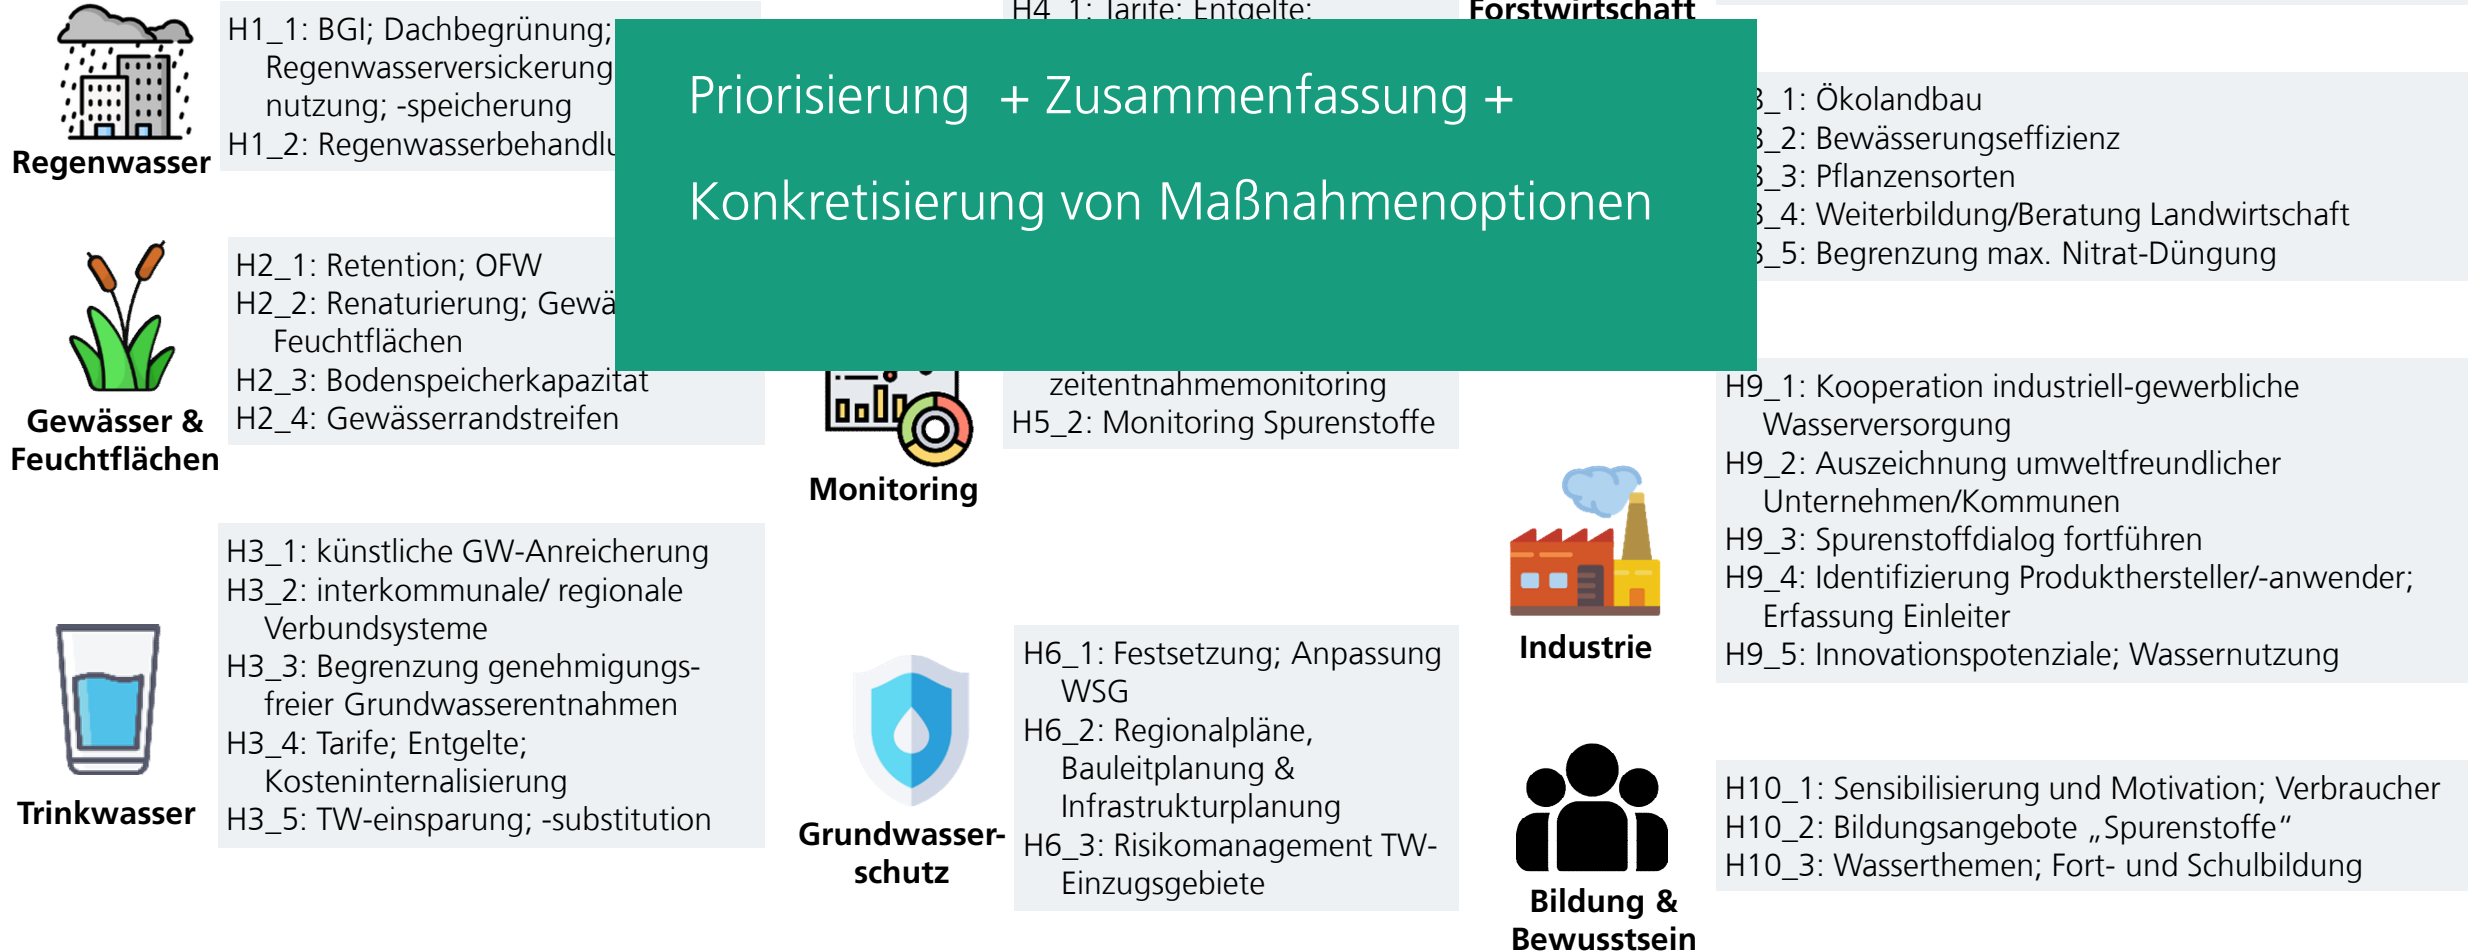 H1_1: BGI; Dachbegrünung;
Regenwasserversickerung
nutzung; -speicherung
H1_2: Regenwasserbehandlu
Regenwasser
H2_1: Retention; OFW
H2_2: Renaturierung; Gewä
Feuchtflächen
H2_3: Bodenspeicherkapazität
H2_4: Gewässerrandstreifen
Gewässer &
Feuchtflächen
H3_1: künstliche GW-Anreicherung
H3_2: interkommunale/ regionale
Verbundsysteme
H3_3: Begrenzung genehmigungs-
freier Grundwasserentnahmen
H3_4: Tarife; Entgelte;
Kosteninternalisierung
H3_5: TW-einsparung; -substitution
Trinkwasser
H4_1: Tarife; Entgelte;
Priorisierung + Zusammenfassung +
Konkretisierung von Maßnahmenoptionen
zeitentnahmemonitoring
H5_2: Monitoring Spurenstoffe
Monitoring
H6_1: Festsetzung; Anpassung
WSG
H6_2: Regionalpläne,
Bauleitplanung &
Infrastrukturplanung
H6_3: Risikomanagement TW-
Einzugsgebiete
Grundwasser-
schutz
Forstwirtschaft
_1: Ökolandbau
_2: Bewässerungseffizienz
_3: Pflanzensorten
_4: Weiterbildung/Beratung Landwirtschaft
_5: Begrenzung max. Nitrat-Düngung
H9_1: Kooperation industriell-gewerbliche
Wasserversorgung
H9_2: Auszeichnung umweltfreundlicher
Unternehmen/Kommunen
H9_3: Spurenstoffdialog fortführen
H9_4: Identifizierung Produkthersteller/-anwender;
Erfassung Einleiter
H9_5: Innovationspotenziale; Wassernutzung
Industrie
H10_1: Sensibilisierung und Motivation; Verbraucher
H10_2: Bildungsangebote „Spurenstoffe“
H10_3: Wasserthemen; Fort- und Schulbildung
Bildung &
Bewusstsein